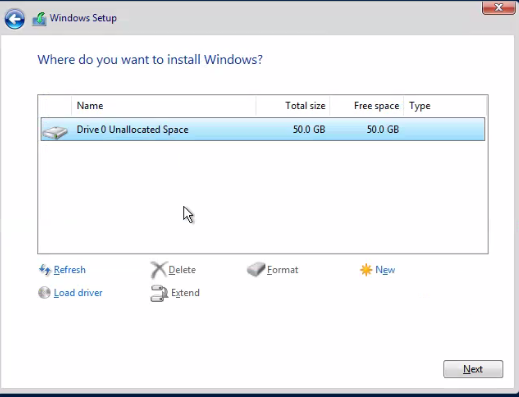 Windows Setup
Where do you want to install Windows?
Name Total size Free space Type
Drive 0 Unallocated Space 50.0 GB 50.0 GB
Refresh Delete Format New
Load driver Extend
Next